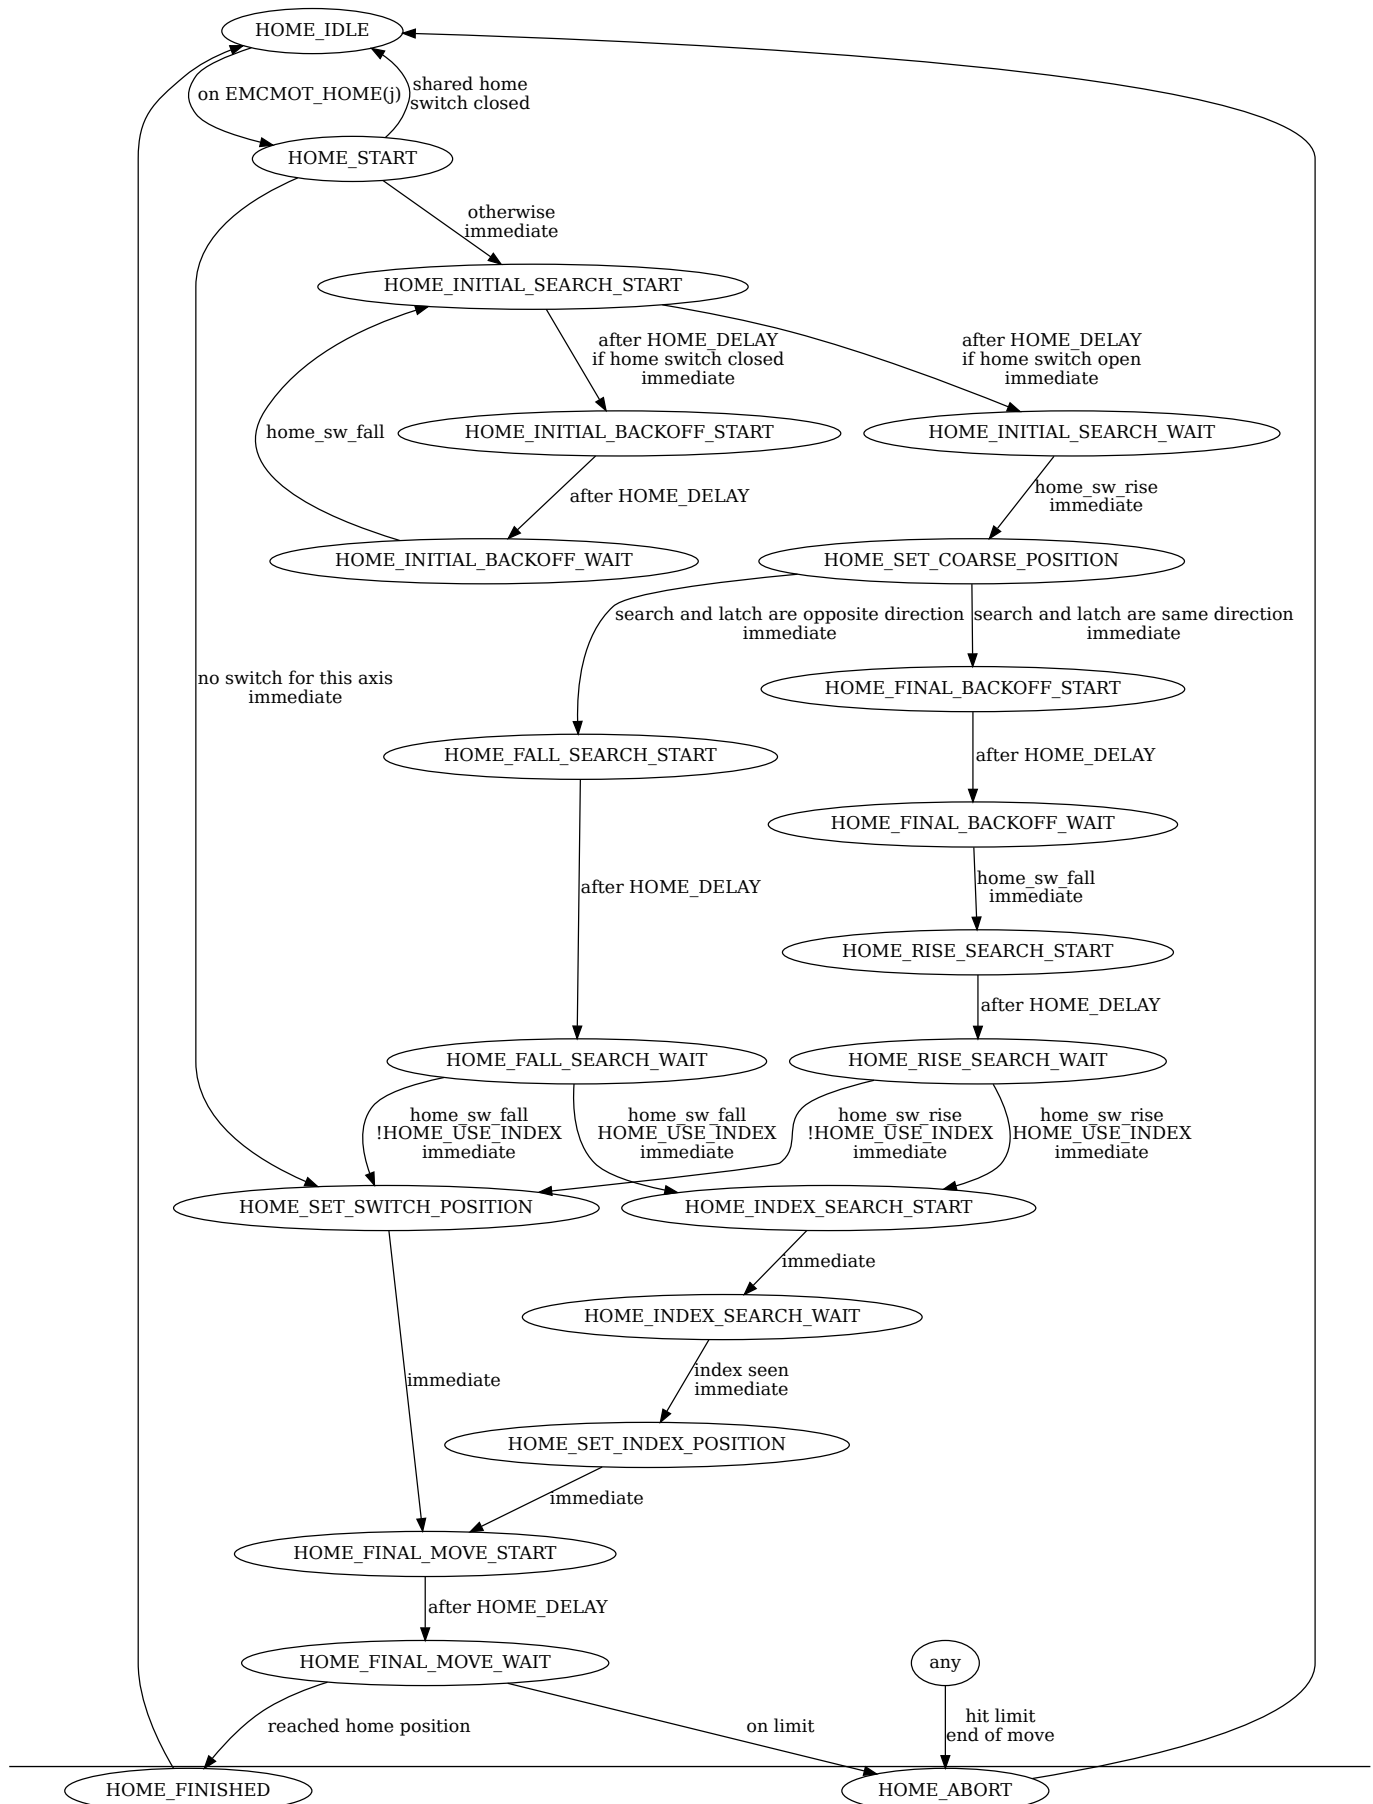 HOME_IDLE
on EMCMOT_HOME(j)
shared home
switch closed
HOME_START
otherwise
immediate
HOME_INITIAL_SEARCH_START
after HOME_DELAY
if home switch closed
immediate
after HOME_DELAY
if home switch open
immediate
home_sw_fall
HOME_INITIAL_BACKOFF_START
HOME_INITIAL_SEARCH_WAIT
after HOME_DELAY
home_sw_rise
immediate
HOME_INITIAL_BACKOFF_WAIT
HOME_SET_COARSE_POSITION
search and latch are opposite direction
immediate
search and latch are same direction
immediate
no switch for this axis
immediate
HOME_FINAL_BACKOFF_START
HOME_FALL_SEARCH_START
after HOME_DELAY
HOME_FINAL_BACKOFF_WAIT
after HOME_DELAY
home_sw_fall
immediate
HOME_RISE_SEARCH_START
after HOME_DELAY
HOME_FALL_SEARCH_WAIT
HOME_RISE_SEARCH_WAIT
home_sw_fall
!HOME_USE_INDEX
immediate
home_sw_fall
HOME_USE_INDEX
immediate
home_sw_rise
!HOME_USE_INDEX
immediate
home_sw_rise
HOME_USE_INDEX
immediate
HOME_SET_SWITCH_POSITION
HOME_INDEX_SEARCH_START
immediate
HOME_INDEX_SEARCH_WAIT
immediate
index seen
immediate
HOME_SET_INDEX_POSITION
immediate
HOME_FINAL_MOVE_START
after HOME_DELAY
HOME_FINAL_MOVE_WAIT
any
reached home position
on limit
hit limit
end of move
HOME_FINISHED
HOME_ABORT